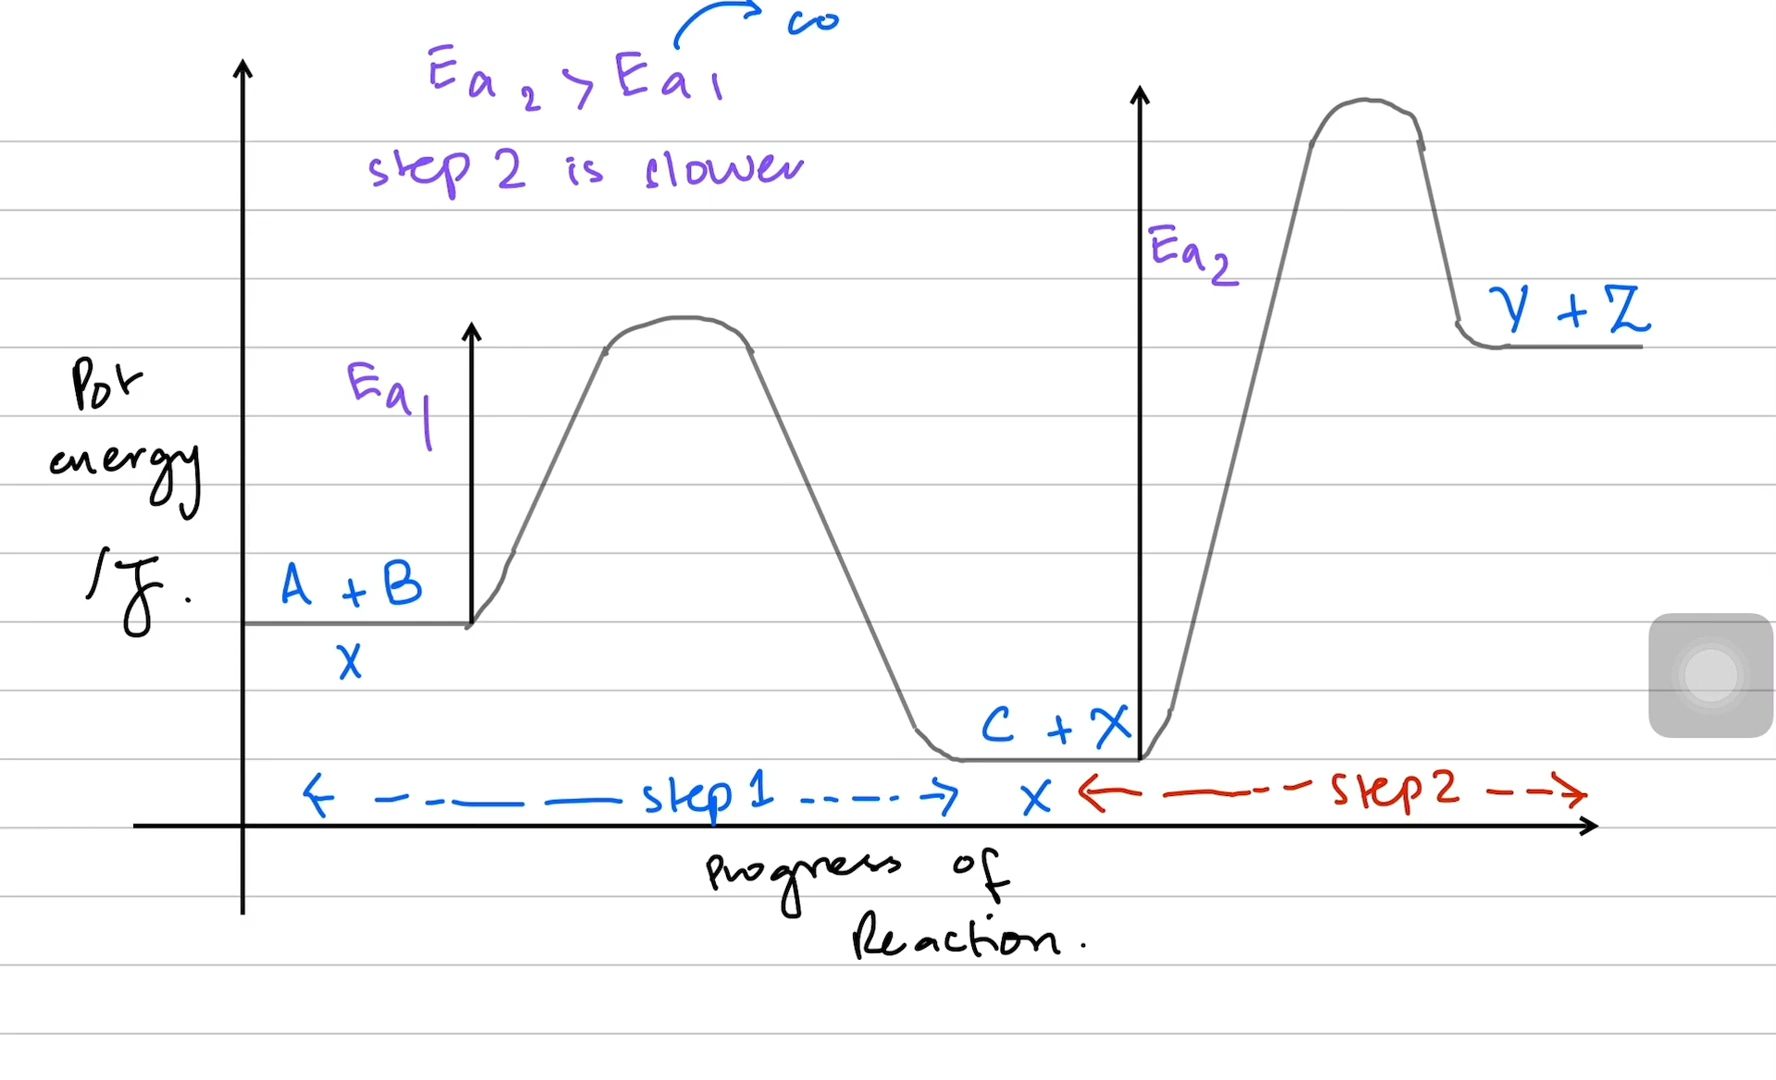 co
Ea2 > Ea1
step 2 is slower
Ea2
Y + Z
Ea1
Pot
energy
/J.
A + B
X
C + X
step 1
X
step 2
Progress of
Reaction.